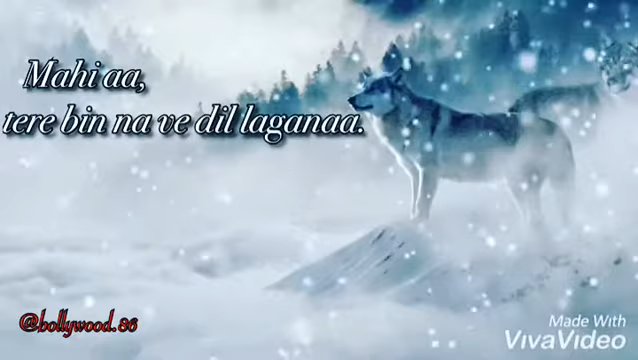 Mahi aa,
tere bin na ve dil laganaa.
@bollywood.86
Made With
VivaVideo